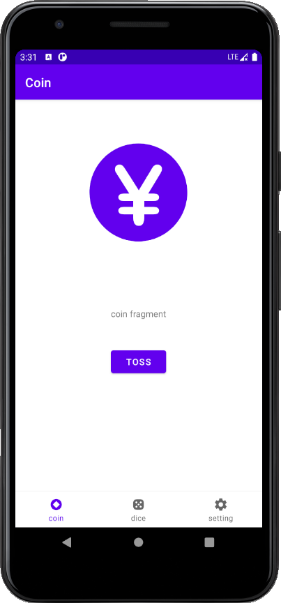 3:31
LTE
Coin
¥
coin fragment
TOSS
coin
dice
setting